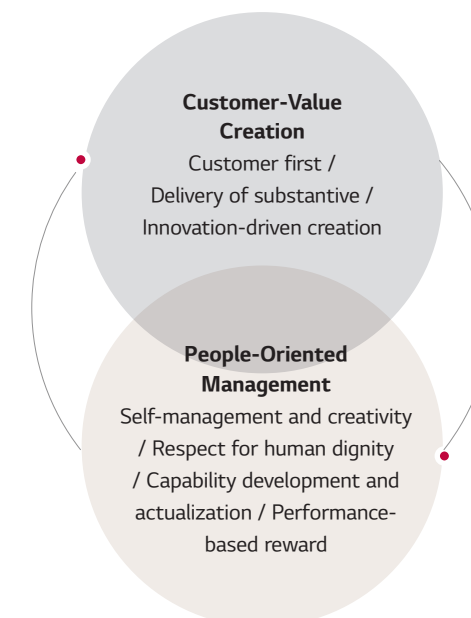 Customer-Value
Creation
Customer first /
Delivery of substantive /
Innovation-driven creation
People-Oriented
Management
Self-management and creativity
/ Respect for human dignity
/ Capability development and
actualization / Performance-
based reward